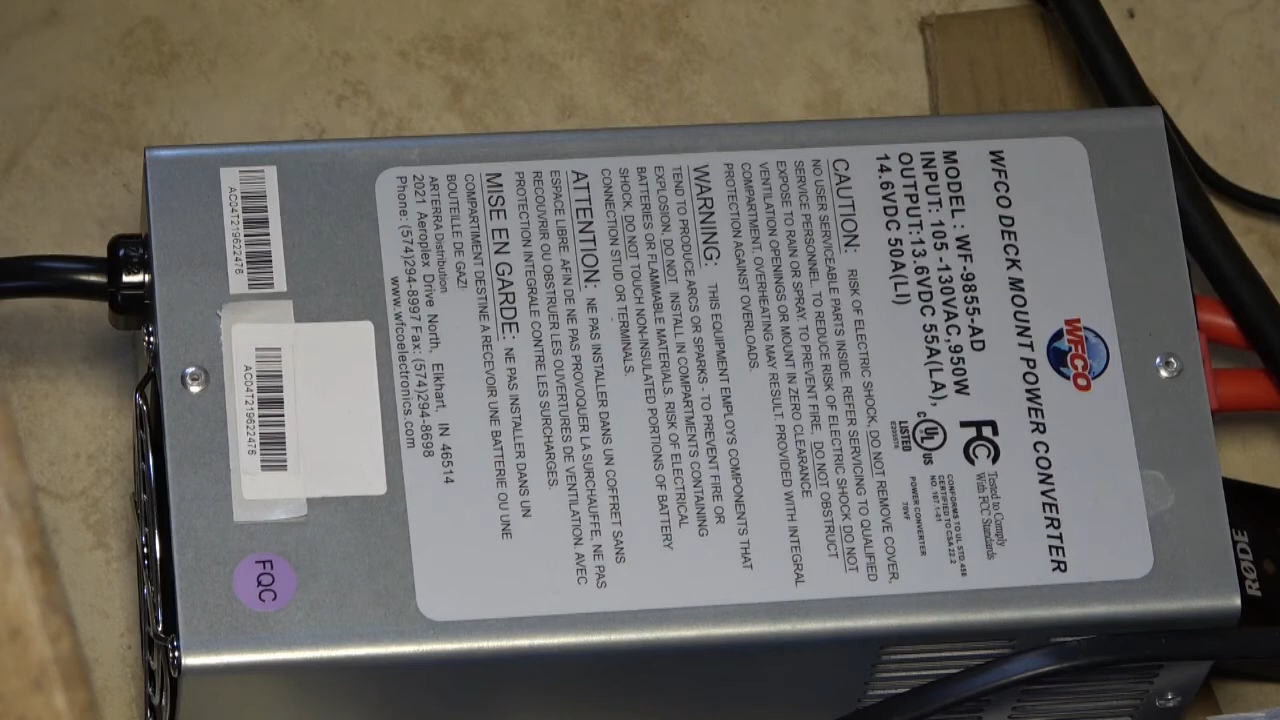 WFCO
WFCO DECK MOUNT POWER CONVERTER
MODEL : WF-9855-AD
INPUT: 105 -130VAC,950W
OUTPUT:13.6VDC 55A(LA),
14.6VDC 50A(LI)
FC
Tested to Comply
With FCC Standards
c UL us
LISTED
CONFORMS TO UL STD.458
CERTIFIED TO CSA 22.2
NO.107.1-01
POWER CONVERTER
70VF
CAUTION: RISK OF ELECTRIC SHOCK, DO NOT REMOVE COVER,
NO USER SERVICEABLE PARTS INSIDE. REFER SERVICING TO QUALIFIED
SERVICE PERSONNEL. TO REDUCE RISK OF ELECTRIC SHOCK DO NOT
EXPOSE TO RAIN OR SPRAY. TO PREVENT FIRE, DO NOT OBSTRUCT
VENTILATION OPENINGS OR MOUNT IN ZERO CLEARANCE
COMPARTMENT. OVERHEATING MAY RESULT. PROVIDED WITH INTEGRAL
PROTECTION AGAINST OVERLOADS.
WARNING: THIS EQUIPMENT EMPLOYS COMPONENTS THAT
TEND TO PRODUCE ARCS OR SPARKS - TO PREVENT FIRE OR
EXPLOSION, DO NOT INSTALL IN COMPARTMENTS CONTAINING
BATTERIES OR FLAMMABLE MATERIALS. RISK OF ELECTRICAL
SHOCK, DO NOT TOUCH NON-INSULATED PORTIONS OF BATTERY
CONNECTION STUD OR TERMINALS.
ATTENTION: NE PAS INSTALLER DANS UN COFFRET SANS
ESPACE LIBRE. AFIN DE NE PAS PROVOQUER LA SURCHAUFFE, NE PAS
RECOUVRIR OU OBSTRUER LES OUVERTURES DE VENTILATION. AVEC
PROTECTION INTEGRALE CONTRE LES SURCHARGES.
MISE EN GARDE: NE PAS INSTALLER DANS UN
COMPARTIMENT DESTINE A RECEVOIR UNE BATTERIE OU UNE
BOUTEILLE DE GAZ!
ARTERRA Distribution
2021 Aeroplex Drive North, Elkhart, IN 46514
Phone: (574)294-8997 Fax:(574)294-8698
www.wfcoelectronics.com
AC04T219622476
AC04T219622476
FQC
RØDE